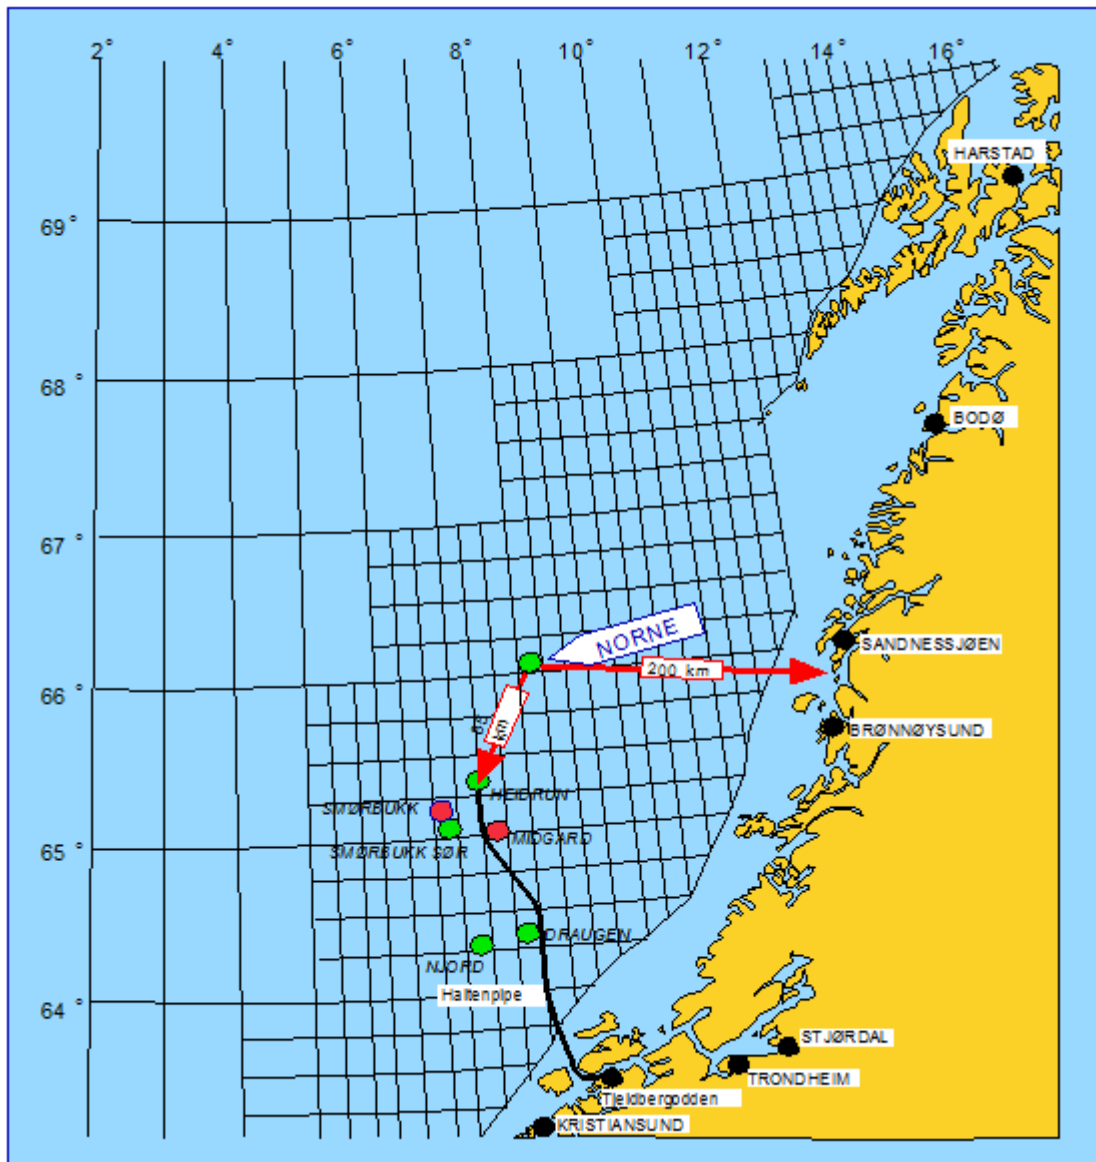 2° 4° 6° 8° 10° 12° 14° 16°
HARSTAD
69°
68°
BODØ
67°
NORNE
SANDNESSJØEN
200 km
66°
km
BRØNNØYSUND
HEIDRUN
SMØRBUKK
MIDGARD
65°
SMØRBUKK SØR
DRAUGEN
NJORD
Haltenpipe
64°
STJØRDAL
TRONDHEIM
Tjeldbergodden
KRISTIANSUND